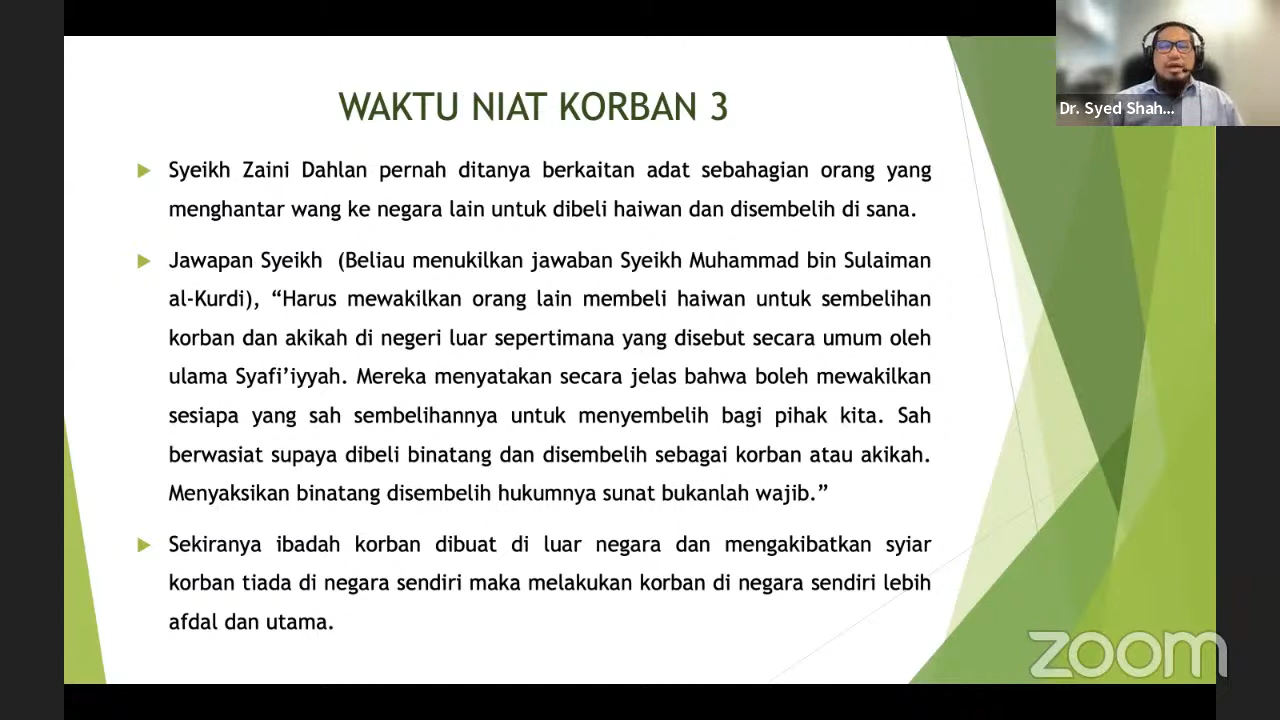 Dr. Syed Shah...
WAKTU NIAT KORBAN 3
Syeikh Zaini Dahlan pernah ditanya berkaitan adat sebahagian orang yang
menghantar wang ke negara lain untuk dibeli haiwan dan disembelih di sana.
Jawapan Syeikh (Beliau menukilkan jawaban Syeikh Muhammad bin Sulaiman
al-Kurdi), “Harus mewakilkan orang lain membeli haiwan untuk sembelihan
korban dan akikah di negeri luar sepertimana yang disebut secara umum oleh
ulama Syafi’iyyah. Mereka menyatakan secara jelas bahwa boleh mewakilkan
sesiapa yang sah sembelihannya untuk menyembelih bagi pihak kita. Sah
berwasiat supaya dibeli binatang dan disembelih sebagai korban atau akikah.
Menyaksikan binatang disembelih hukumnya sunat bukanlah wajib.”
Sekiranya ibadah korban dibuat di luar negara dan mengakibatkan syiar
korban tiada di negara sendiri maka melakukan korban di negara sendiri lebih
afdal dan utama.
zoom